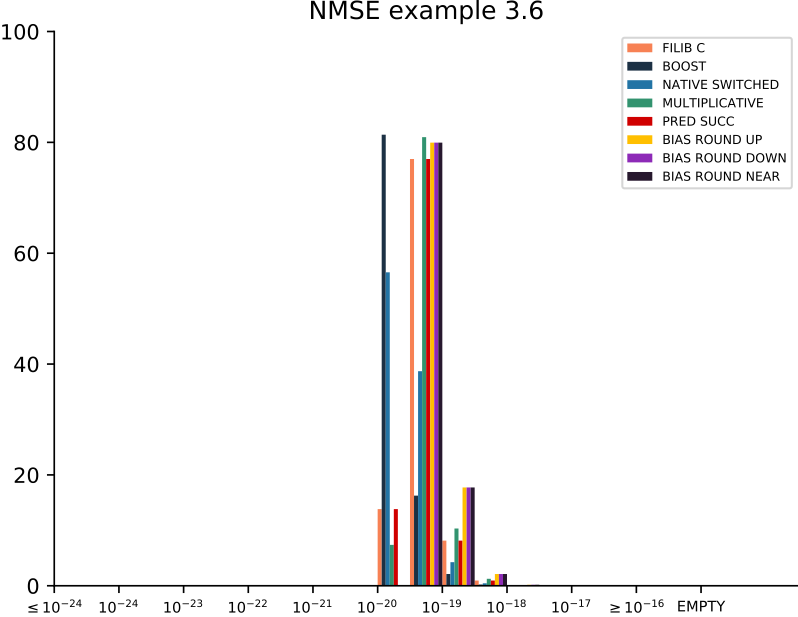 NMSE example 3.6
100
80
60
40
20
0
FILIB C
BOOST
NATIVE SWITCHED
MULTIPLICATIVE
PRED SUCC
BIAS ROUND UP
BIAS ROUND DOWN
BIAS ROUND NEAR
≤ 10⁻²⁴ 10⁻²⁴ 10⁻²³ 10⁻²² 10⁻²¹ 10⁻²⁰ 10⁻¹⁹ 10⁻¹⁸ 10⁻¹⁷ ≥ 10⁻¹⁶ EMPTY